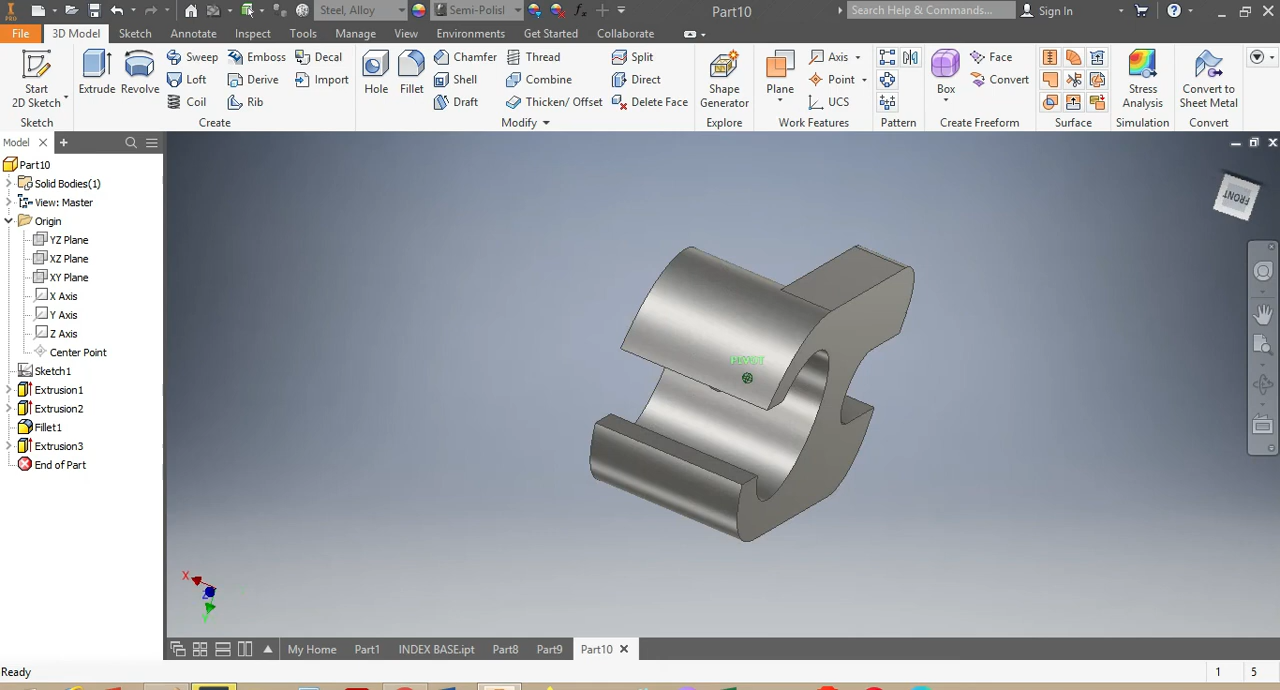 PRO
Steel, Alloy
Semi-Polisl
Part10
Search Help & Commands...
Sign In
File
3D Model
Sketch
Annotate
Inspect
Tools
Manage
View
Environments
Get Started
Collaborate
Start
2D Sketch
Sketch
Extrude
Revolve
Sweep
Loft
Coil
Emboss
Derive
Rib
Decal
Import
Create
Hole
Fillet
Chamfer
Shell
Draft
Thread
Combine
Thicken/ Offset
Split
Direct
Delete Face
Modify
Shape
Generator
Explore
Plane
Axis
Point
UCS
Work Features
Pattern
Box
Face
Convert
Create Freeform
Surface
Stress
Analysis
Simulation
Convert to
Sheet Metal
Convert
Model
Part10
Solid Bodies(1)
View: Master
Origin
YZ Plane
XZ Plane
XY Plane
X Axis
Y Axis
Z Axis
Center Point
Sketch1
Extrusion1
Extrusion2
Fillet1
Extrusion3
End of Part
FRONT
PIVOT
X
Z
Y
My Home
Part1
INDEX BASE.ipt
Part8
Part9
Part10
Ready
1
5